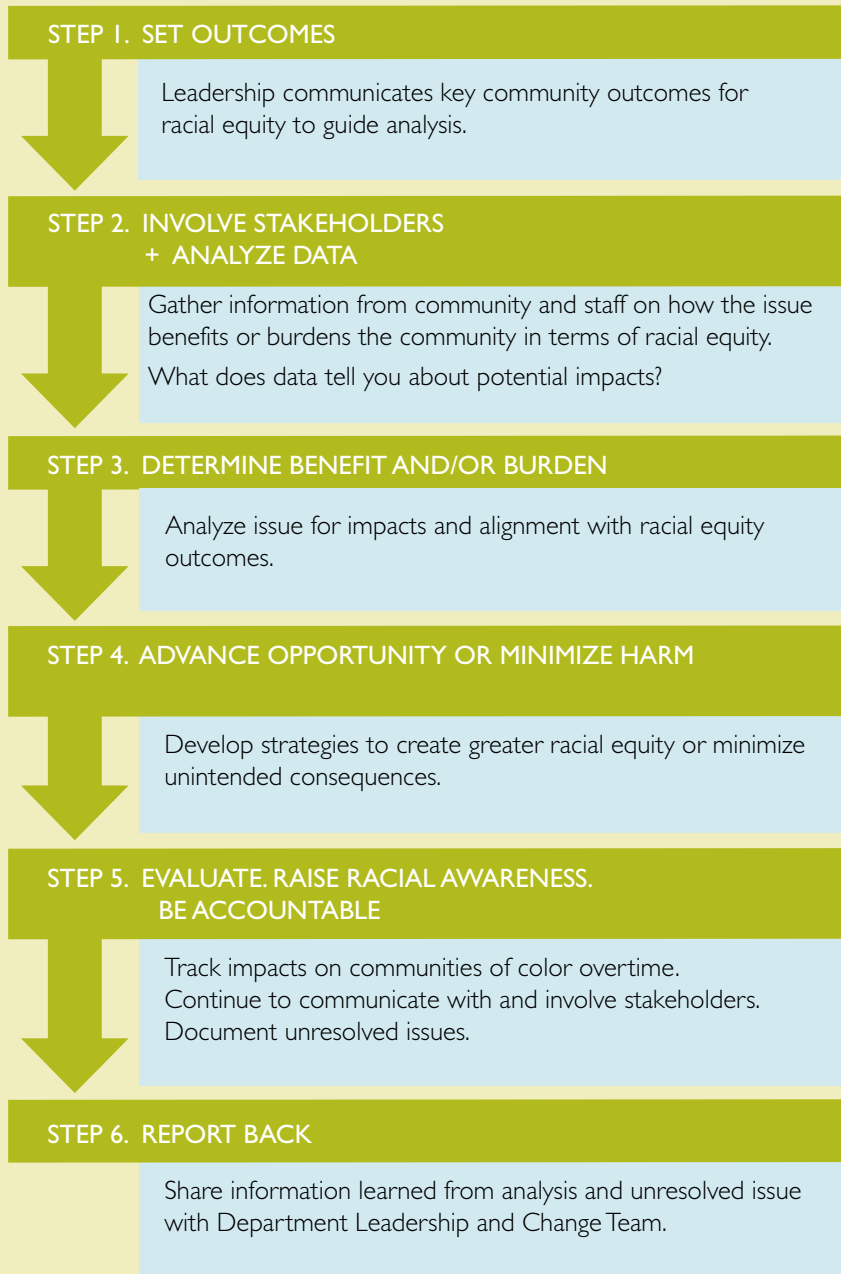 STEP 1. SET OUTCOMES
Leadership communicates key community outcomes for
racial equity to guide analysis.
STEP 2. INVOLVE STAKEHOLDERS
+ ANALYZE DATA
Gather information from community and staff on how the issue
benefits or burdens the community in terms of racial equity.
What does data tell you about potential impacts?
STEP 3. DETERMINE BENEFIT AND/OR BURDEN
Analyze issue for impacts and alignment with racial equity
outcomes.
STEP 4. ADVANCE OPPORTUNITY OR MINIMIZE HARM
Develop strategies to create greater racial equity or minimize
unintended consequences.
STEP 5. EVALUATE. RAISE RACIAL AWARENESS.
BE ACCOUNTABLE
Track impacts on communities of color overtime.
Continue to communicate with and involve stakeholders.
Document unresolved issues.
STEP 6. REPORT BACK
Share information learned from analysis and unresolved issue
with Department Leadership and Change Team.